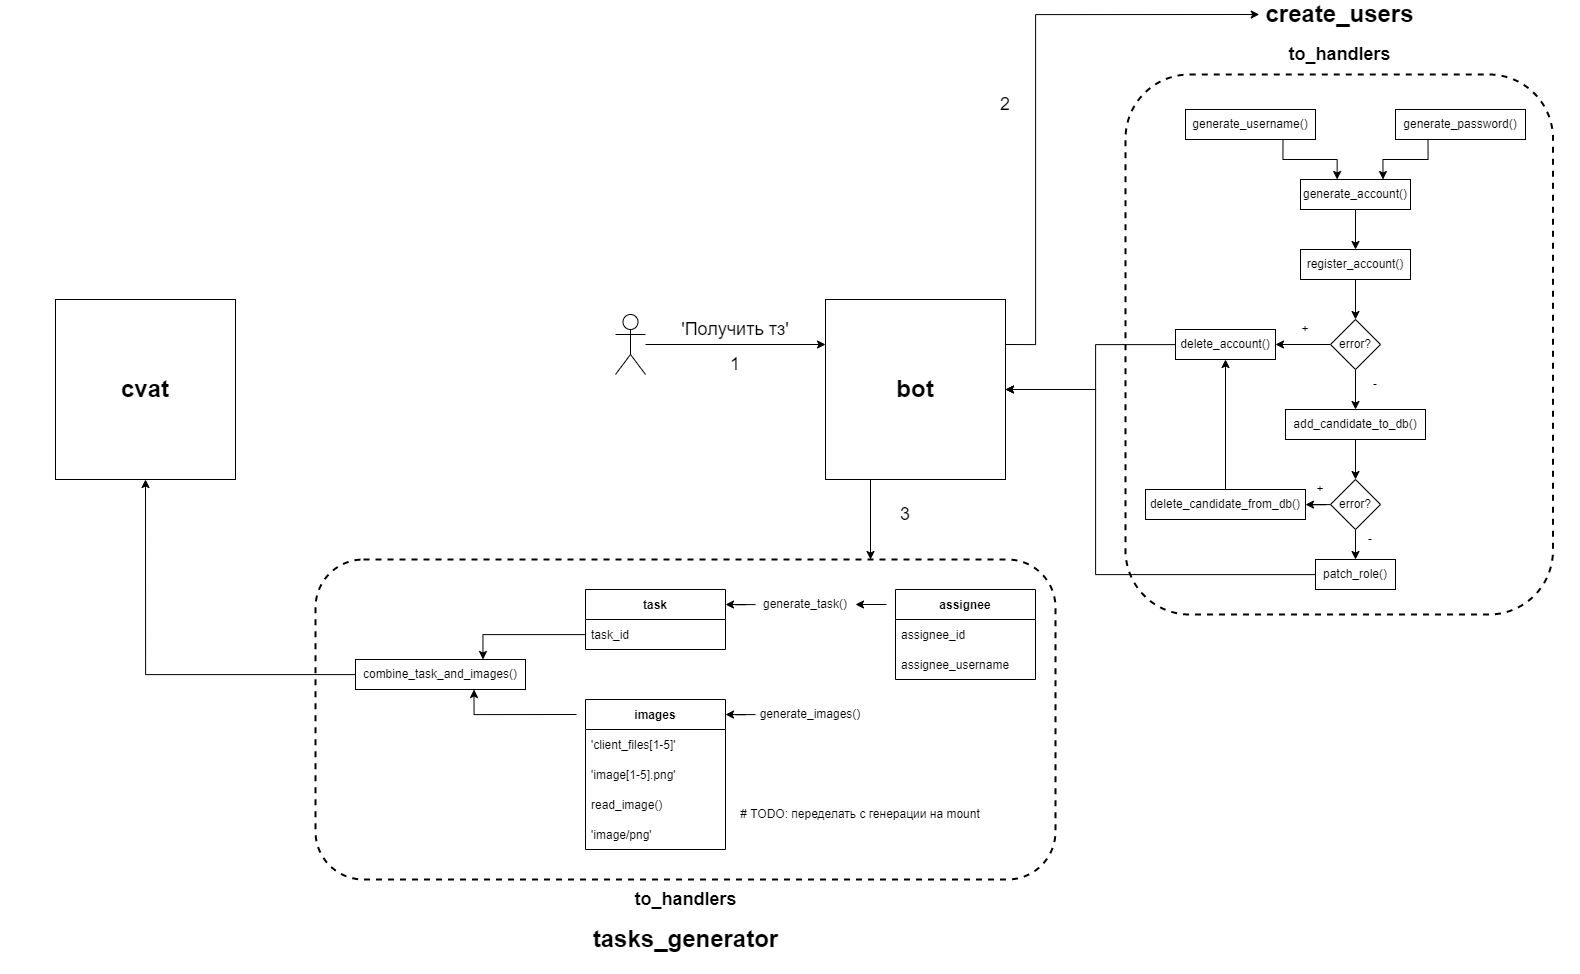 create_users
to_handlers
2
generate_username()
generate_password()
generate_account()
register_account()
'Получить тз'
1
cvat
bot
delete_account()
+
error?
-
add_candidate_to_db()
delete_candidate_from_db()
+
error?
-
patch_role()
3
task
task_id
generate_task()
assignee
assignee_id
assignee_username
combine_task_and_images()
images
generate_images()
'client_files[1-5]'
'image[1-5].png'
read_image()
'image/png'
# TODO: переделать с генерации на mount
to_handlers
tasks_generator